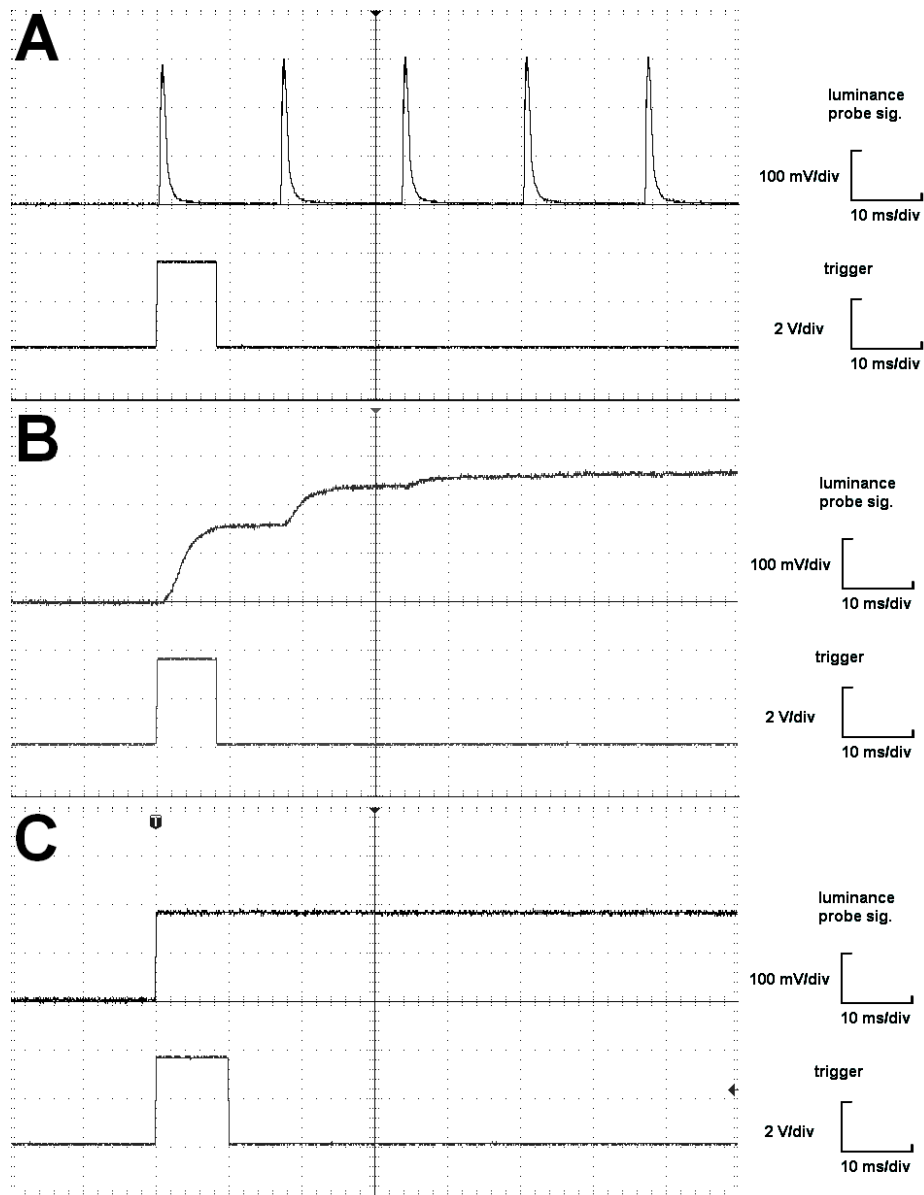 A
luminance
probe sig.
100 mV/div
10 ms/div
trigger
2 V/div
10 ms/div
B
luminance
probe sig.
100 mV/div
10 ms/div
trigger
2 V/div
10 ms/div
C
T
luminance
probe sig.
100 mV/div
10 ms/div
trigger
2 V/div
10 ms/div